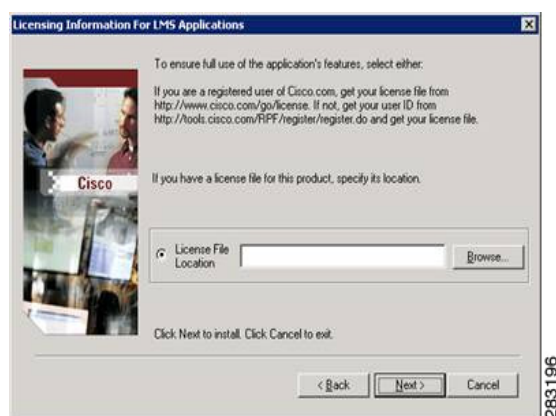 Licensing Information For LMS Applications
To ensure full use of the application's features, select either:
If you are a registered user of Cisco.com, get your license file from
http://www.cisco.com/go/license. If not, get your user ID from
http://tools.cisco.com/RPF/register/register.do and get your license file.
Cisco
If you have a license file for this product, specify its location.
License File
Location
Browse...
Click Next to install. Click Cancel to exit.
< Back
Next >
Cancel
283196